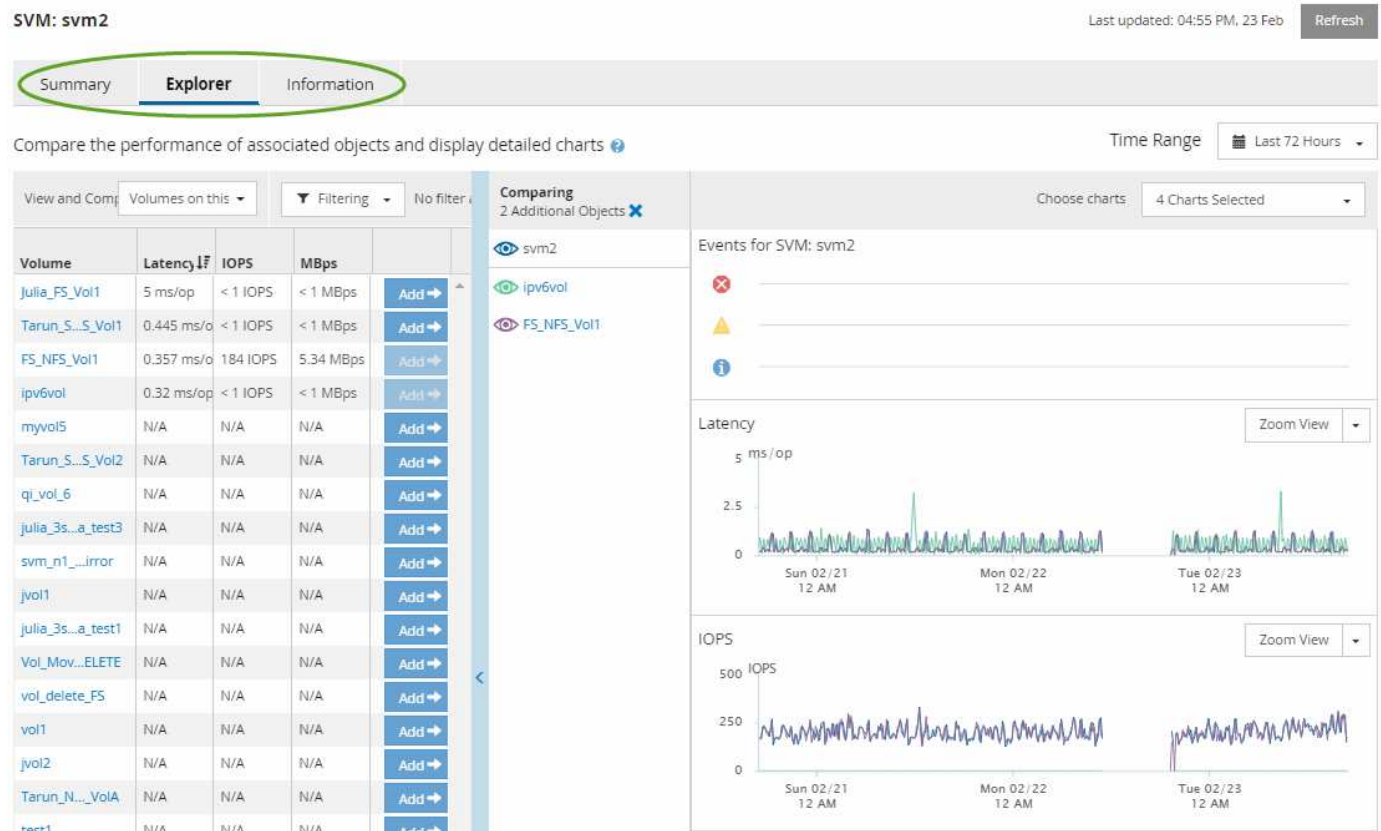 SVM: svm2
Last updated: 04:55 PM, 23 Feb Refresh
Summary Explorer Information
Compare the performance of associated objects and display detailed charts ?
Time Range Last 72 Hours
View and Comp Volumes on this Filtering No filter
Comparing
2 Additional Objects
Choose charts 4 Charts Selected
Volume Latency IOPS MBps
Julia_FS_Vol1 5 ms/op < 1 IOPS < 1 MBps Add
Tarun_S...S_Vol1 0.445 ms/o < 1 IOPS < 1 MBps Add
FS_NFS_Vol1 0.357 ms/o 184 IOPS 5.34 MBps Add
ipv6vol 0.32 ms/op < 1 IOPS < 1 MBps Add
myvol5 N/A N/A N/A Add
Tarun_S...S_Vol2 N/A N/A N/A Add
qi_vol_6 N/A N/A N/A Add
julia_3s...a_test3 N/A N/A N/A Add
svm_n1_...irror N/A N/A N/A Add
jvol1 N/A N/A N/A Add
julia_3s...a_test1 N/A N/A N/A Add
Vol_Mov...ELETE N/A N/A N/A Add
vol_delete_FS N/A N/A N/A Add
vol1 N/A N/A N/A Add
jvol2 N/A N/A N/A Add
Tarun_N..._VolA N/A N/A N/A Add
test1 N/A N/A N/A Add
svm2
ipv6vol
FS_NFS_Vol1
Events for SVM: svm2
Latency Zoom View
5 ms/op
2.5
0
Sun 02/21 Mon 02/22 Tue 02/23
12 AM 12 AM 12 AM
IOPS Zoom View
500 IOPS
250
0
Sun 02/21 Mon 02/22 Tue 02/23
12 AM 12 AM 12 AM